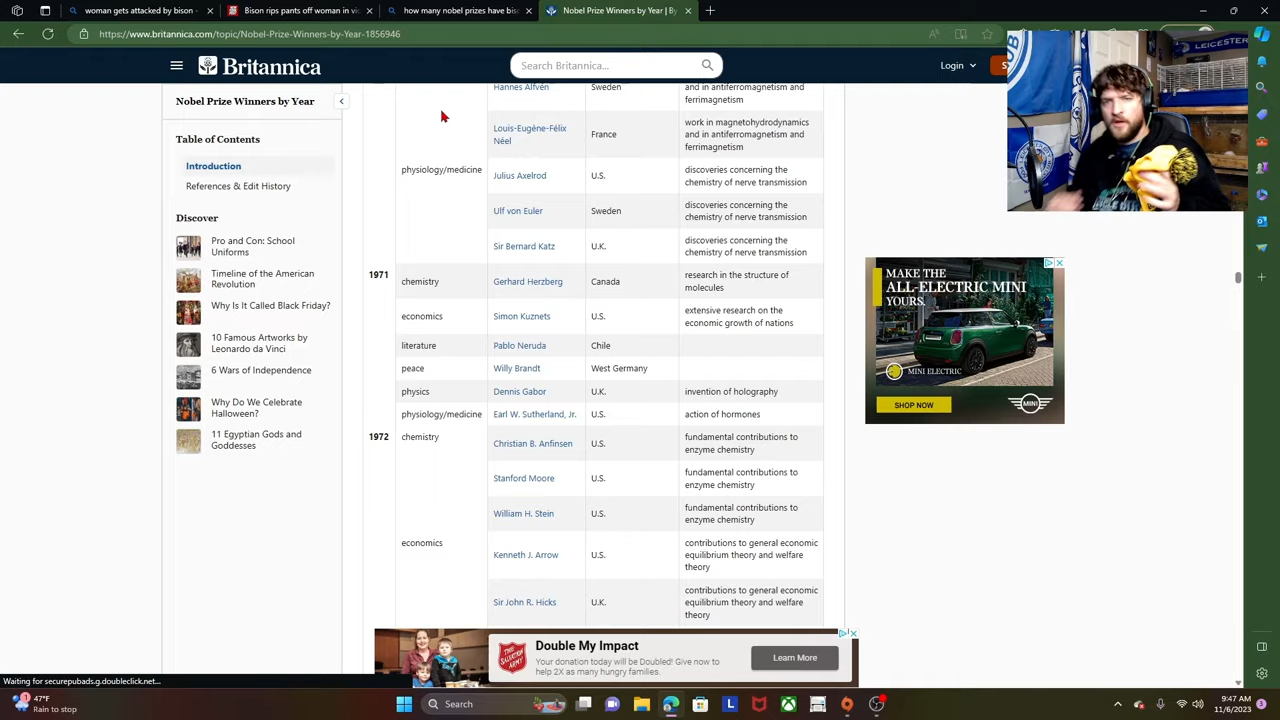 woman gets attacked by bison -
Bison rips pants off woman in vic
how many nobel prizes have bis
Nobel Prize Winners by Year | By
https://www.britannica.com/topic/Nobel-Prize-Winners-by-Year-1856946
Britannica
Search Britannica...
Login
LEICESTER
Nobel Prize Winners by Year
Table of Contents
Introduction
References & Edit History
Discover
Pro and Con: School
Uniforms
Timeline of the American
Revolution
Why Is It Called Black Friday?
10 Famous Artworks by
Leonardo da Vinci
6 Wars of Independence
Why Do We Celebrate
Halloween?
11 Egyptian Gods and
Goddesses
Hannes Alfvén Sweden and in antiferromagnetism and
ferrimagnetism
Louis-Eugène-Félix
Néel
France
work in magnetohydrodynamics
and in antiferromagnetism and
ferrimagnetism
physiology/medicine Julius Axelrod U.S. discoveries concerning the
chemistry of nerve transmission
Ulf von Euler Sweden discoveries concerning the
chemistry of nerve transmission
Sir Bernard Katz U.K. discoveries concerning the
chemistry of nerve transmission
1971 chemistry Gerhard Herzberg Canada research in the structure of
molecules
economics Simon Kuznets U.S. extensive research on the
economic growth of nations
literature Pablo Neruda Chile
peace Willy Brandt West Germany
physics Dennis Gabor U.K. invention of holography
physiology/medicine Earl W. Sutherland, Jr. U.S. action of hormones
1972 chemistry Christian B. Anfinsen U.S. fundamental contributions to
enzyme chemistry
Stanford Moore U.S. fundamental contributions to
enzyme chemistry
William H. Stein U.S. fundamental contributions to
enzyme chemistry
economics Kenneth J. Arrow U.S. contributions to general economic
equilibrium theory and welfare
theory
Sir John R. Hicks U.K. contributions to general economic
equilibrium theory and welfare
theory
MAKE THE
ALL-ELECTRIC MINI
YOURS.
MINI ELECTRIC
SHOP NOW
MINI
Double My Impact
Your donation today will be Doubled! Give now to
help 2X as many hungry families.
Learn More
Waiting for securepubads.g.doubleclick.net...
47°F
Rain to stop
Search
9:47 AM
11/6/2023